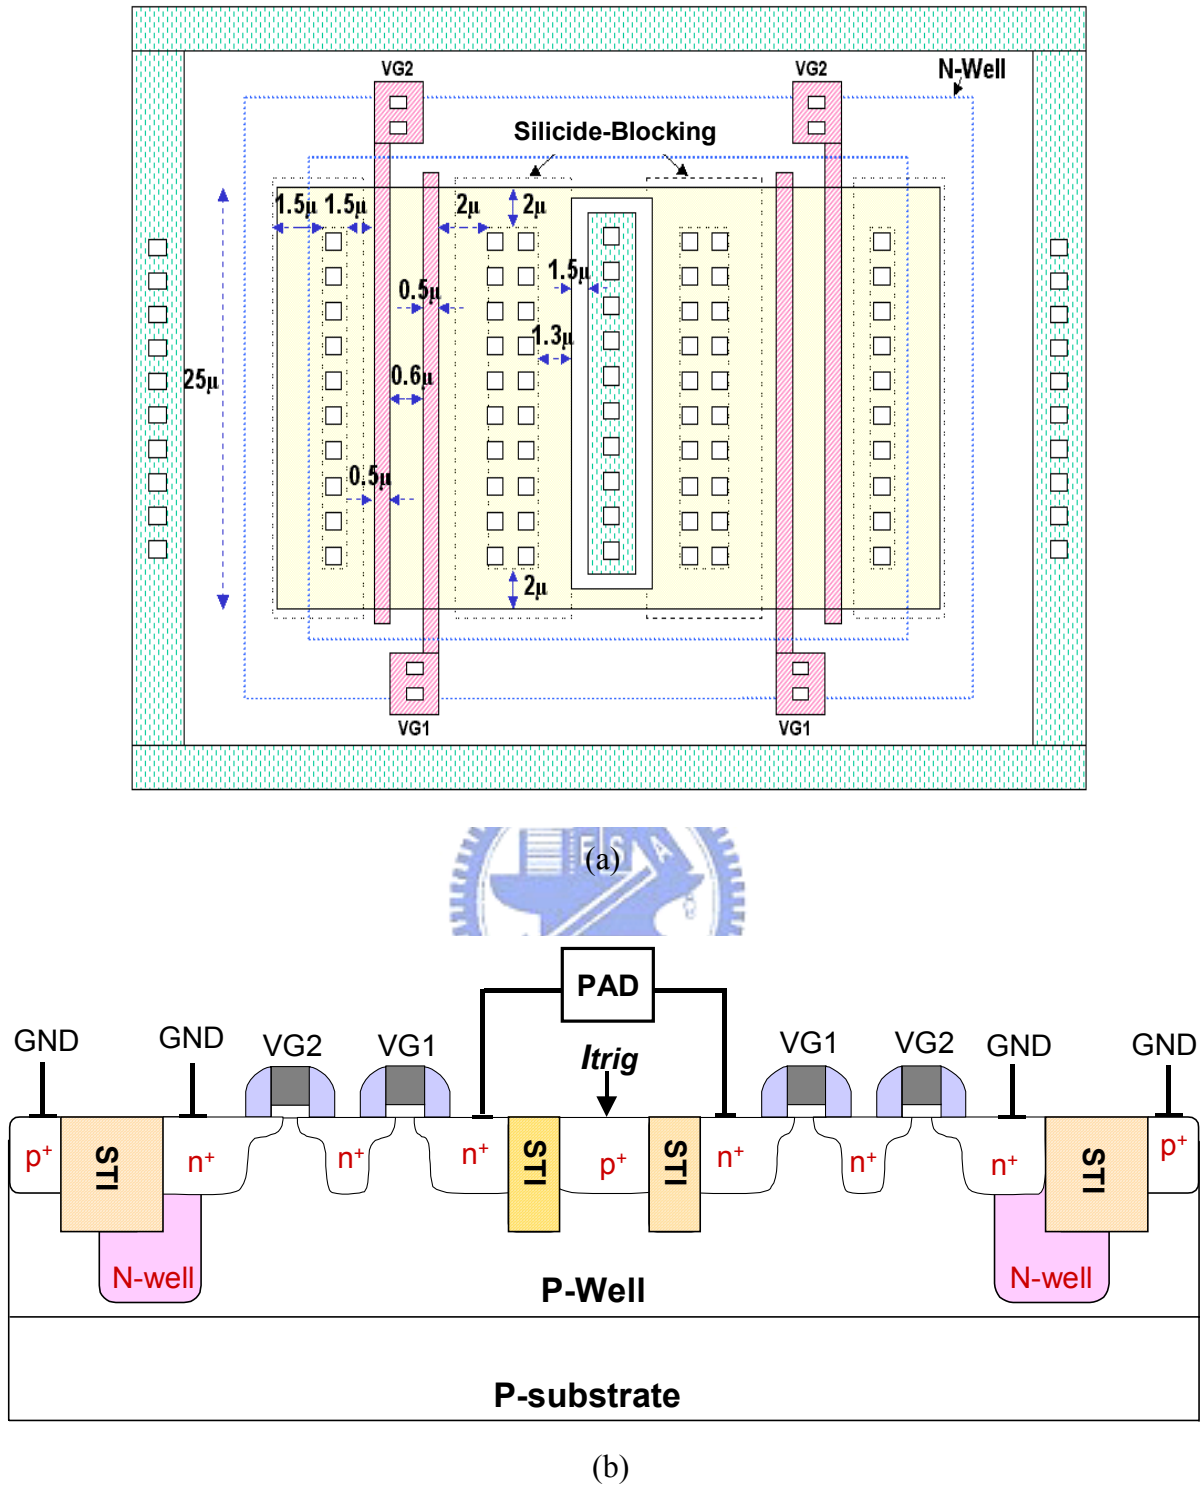 VG2
VG2
N-Well
Silicide-Blocking
1.5μ
1.5μ
2μ
2μ
1.5μ
0.5μ
1.3μ
25μ
0.6μ
0.5μ
2μ
VG1
VG1
E S A
(a)
PAD
GND
GND
VG2
VG1
Itrig
VG1
VG2
GND
GND
p+
STI
n+
n+
n+
STI
p+
STI
n+
n+
n+
STI
p+
N-well
P-Well
N-well
P-substrate
(b)